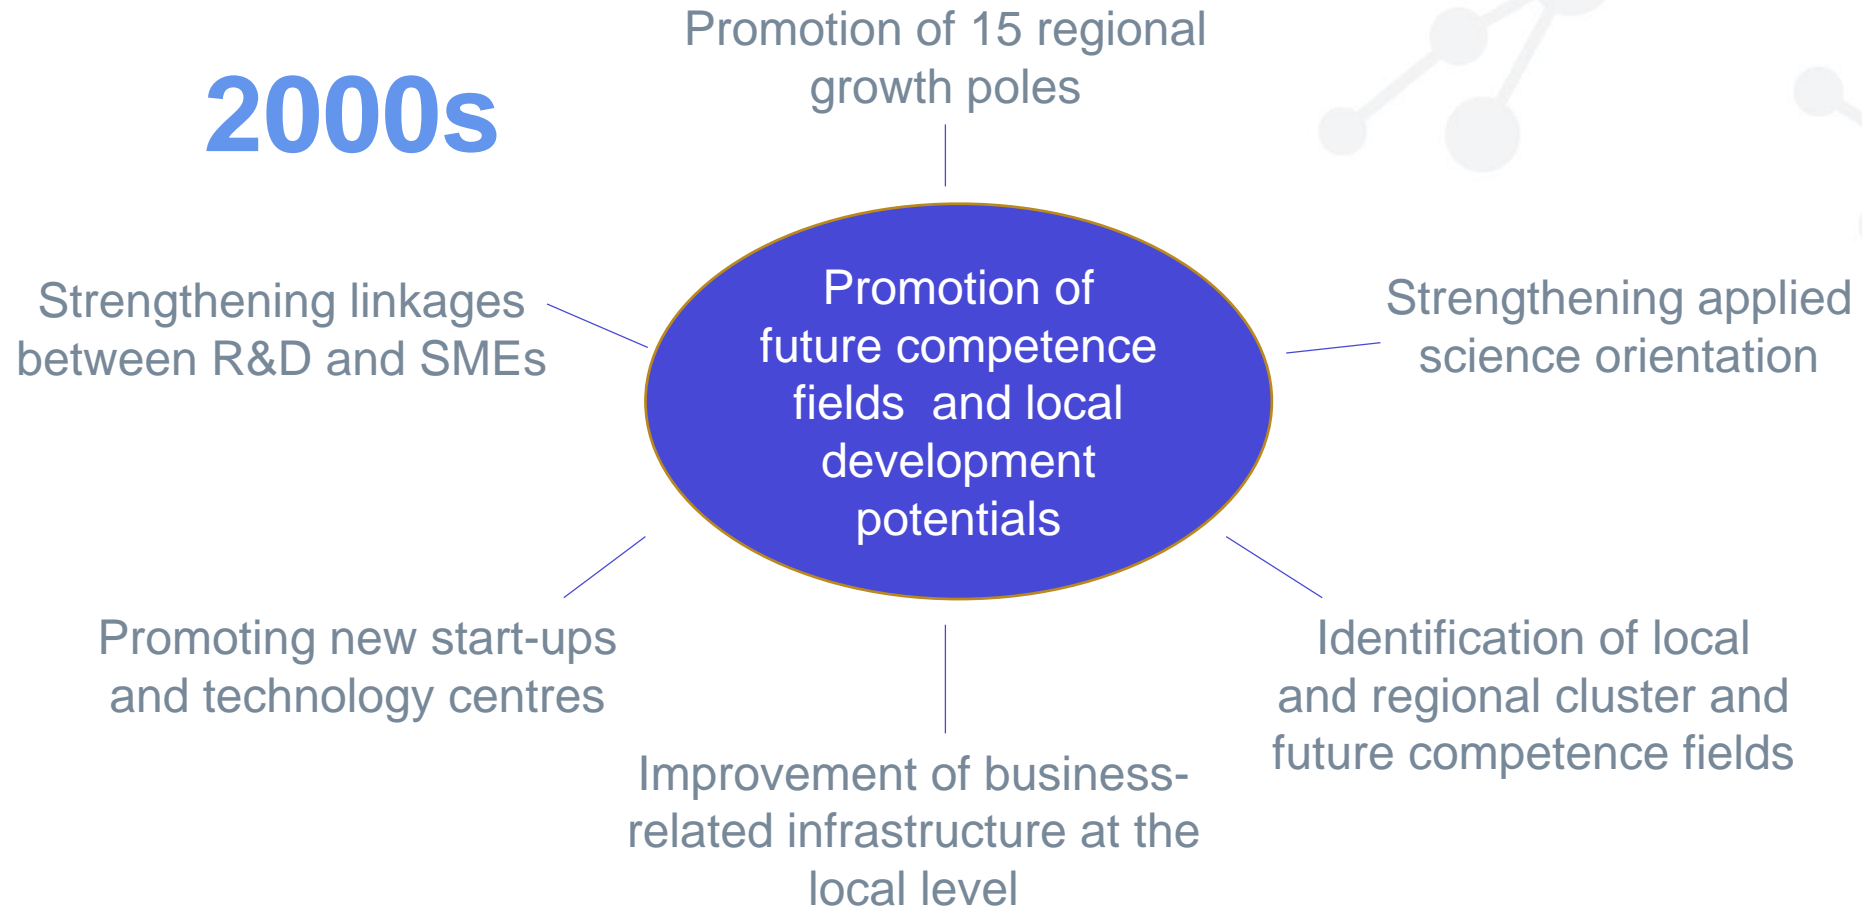 Promotion of 15 regional
growth poles
2000s
Strengthening linkages
between R&D and SMEs
Promotion of
future competence
fields  and local
development
potentials
Strengthening applied
science orientation
Promoting new start-ups
and technology centres
Improvement of business-
related infrastructure at the
local level
Identification of local
and regional cluster and
future competence fields